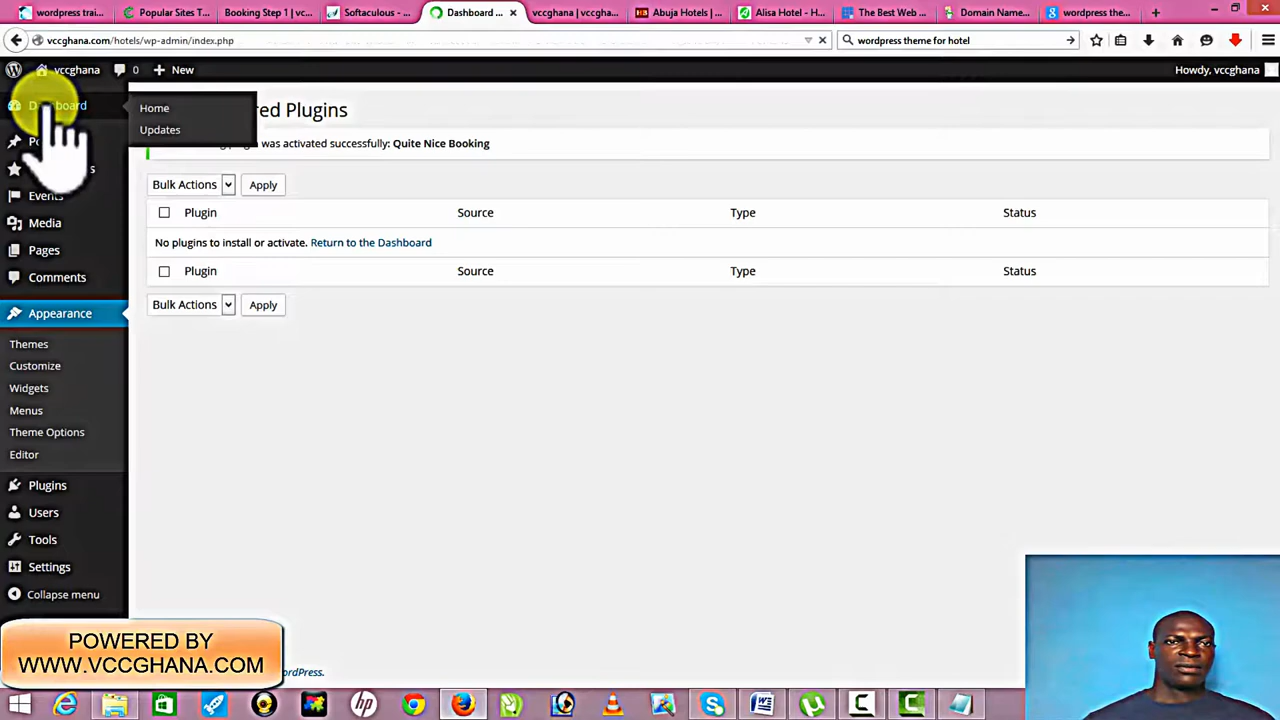 wordpress trai...
Popular Sites T...
Booking Step 1 | vc...
Softaculous - ...
Dashboard ...
vccghana | vccgha...
Abuja Hotels | ...
Alisa Hotel - H...
The Best Web ...
Domain Name...
wordpress the...
vccghana.com/hotels/wp-admin/index.php
wordpress theme for hotel
vccghana
0
New
Howdy, vccghana
Dashboard
Home
Updates
Events
Media
Pages
Comments
Appearance
Themes
Customize
Widgets
Menus
Theme Options
Editor
Plugins
Users
Tools
Settings
Collapse menu
Plugins
was activated successfully: Quite Nice Booking
Bulk Actions
Apply
Plugin
Source
Type
Status
No plugins to install or activate. Return to the Dashboard
Plugin
Source
Type
Status
Bulk Actions
Apply
POWERED BY
WWW.VCCGHANA.COM